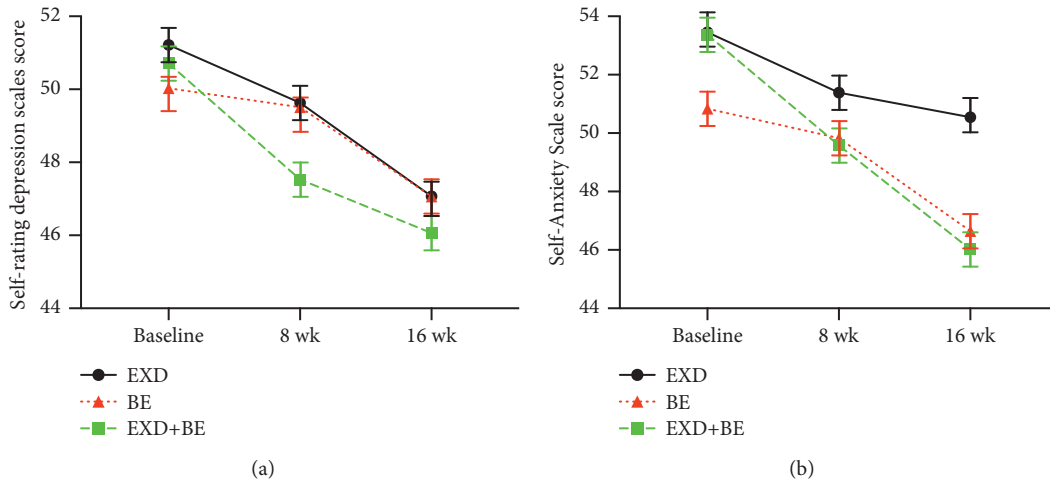 Self-rating depression scales score
52
50
48
46
44
Baseline
8 wk
16 wk
EXD
BE
EXD+BE
(a)
Self-Anxiety Scale score
54
52
50
48
46
44
Baseline
8 wk
16 wk
EXD
BE
EXD+BE
(b)